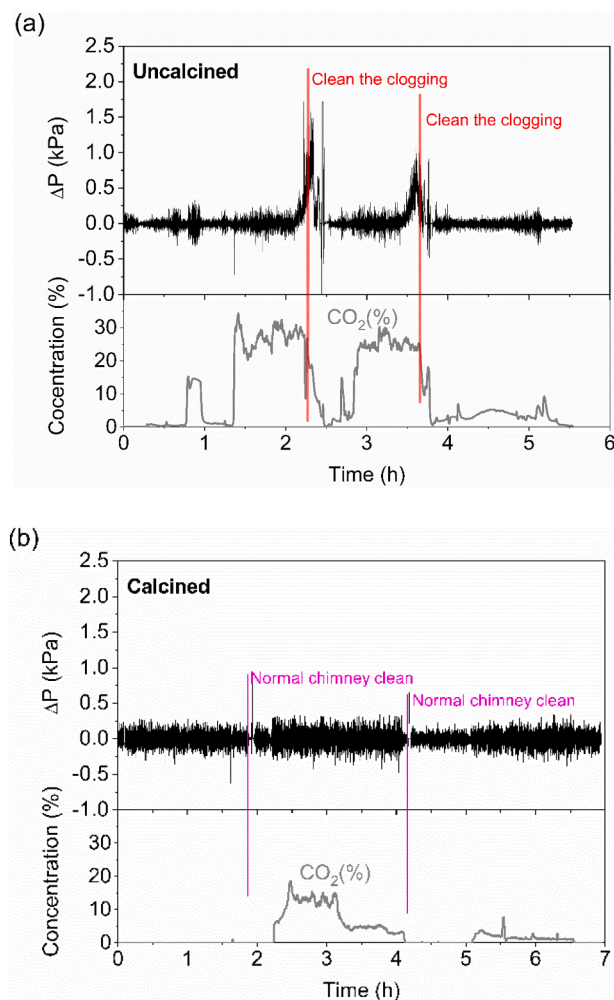 (a)
2.5
Uncalcined
Clean the clogging
2.0
Clean the clogging
1.5
ΔP (kPa)
1.0
0.5
0.0
-0.5
-1.0
Cocentration (%)
CO₂(%)
30
20
10
0
0 1 2 3 4 5 6
Time (h)
(b)
2.5
Calcined
2.0
1.5
ΔP (kPa)
1.0
Normal chimney clean
Normal chimney clean
0.5
0.0
-0.5
-1.0
Concentration (%)
30
CO₂(%)
20
10
0
0 1 2 3 4 5 6 7
Time (h)